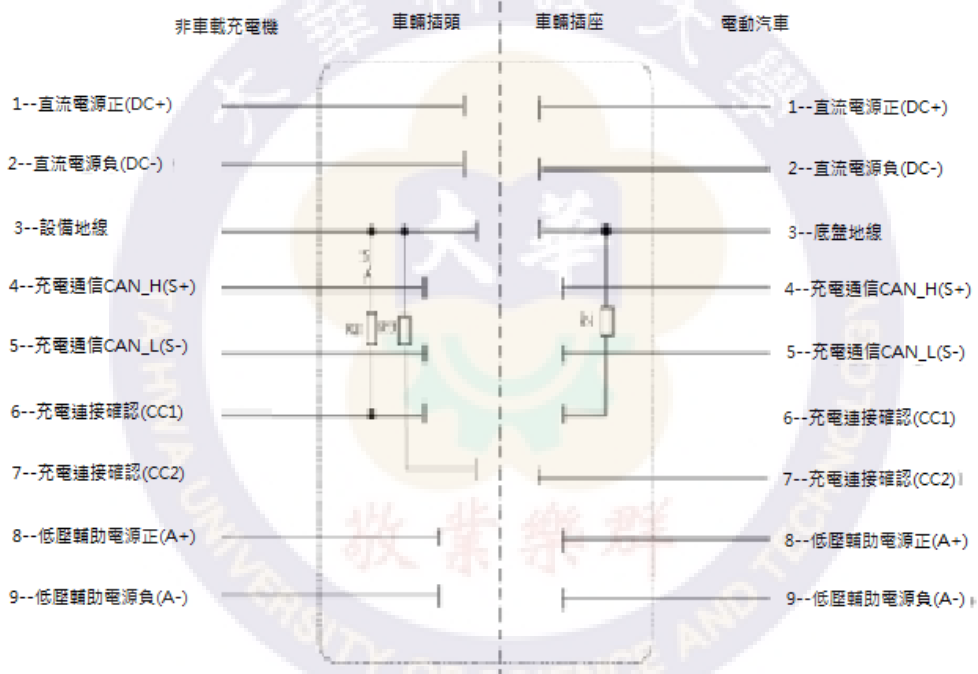 非車載充電機 車輛插頭 車輛插座 電動汽車
1--直流電源正(DC+) 1--直流電源正(DC+)
2--直流電源負(DC-) 2--直流電源負(DC-)
3--設備地線 3--底盤地線
4--充電通信CAN_H(S+) 4--充電通信CAN_H(S+)
5--充電通信CAN_L(S-) 5--充電通信CAN_L(S-)
6--充電連接確認(CC1) 6--充電連接確認(CC1)
7--充電連接確認(CC2) 7--充電連接確認(CC2)
8--低壓輔助電源正(A+) 8--低壓輔助電源正(A+)
9--低壓輔助電源負(A-) 9--低壓輔助電源負(A-)
大華
敬業樂群
TAHWA UNIVERSITY OF SCIENCE AND TECHNOLOGY